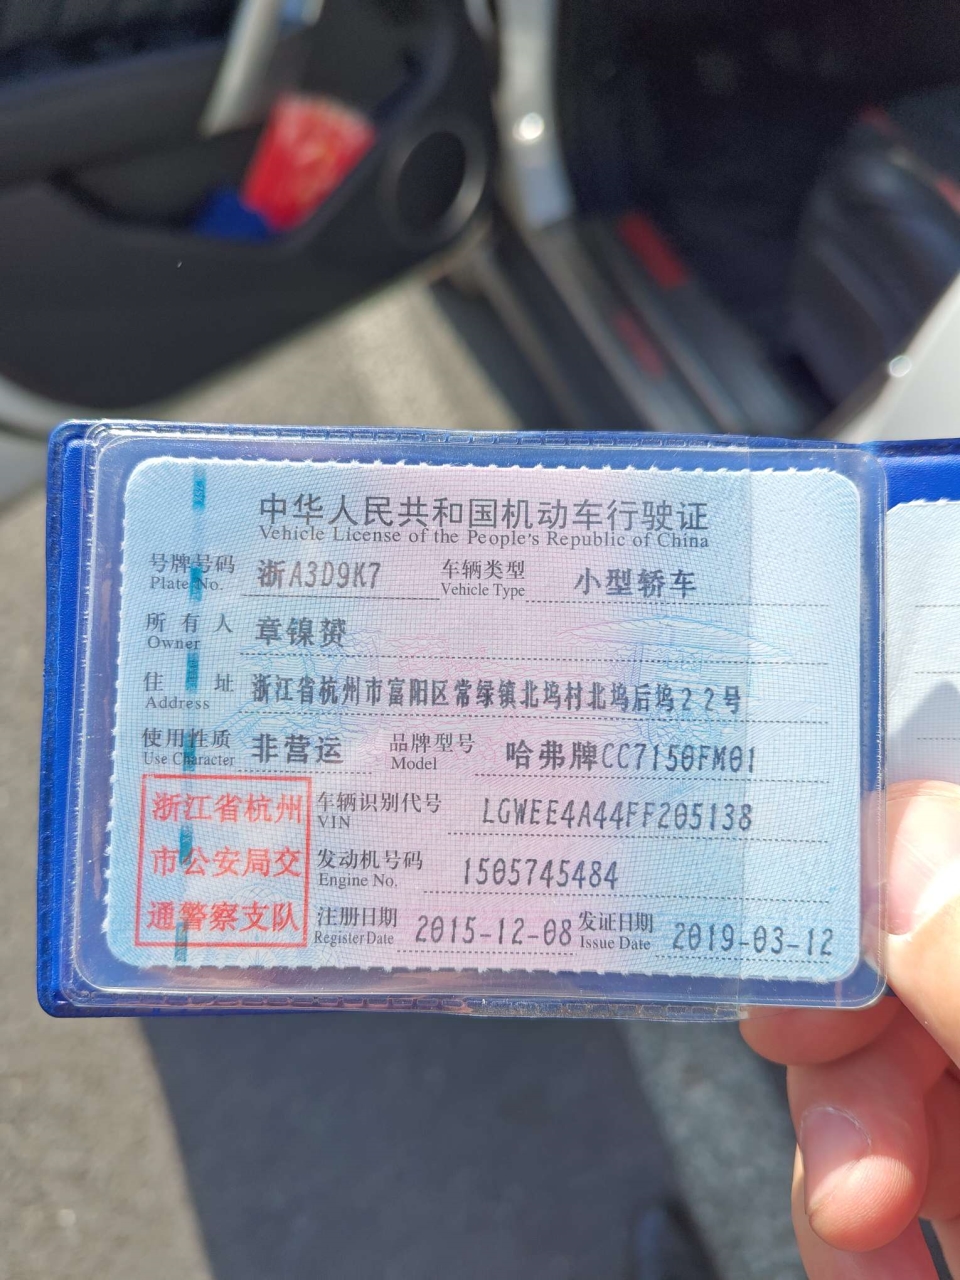 中华人民共和国机动车行驶证
Vehicle License of the People's Republic of China
号牌号码 浙A3D9K7 车辆类型 小型轿车
Plate No. Vehicle Type
所有人 章镍赟
Owner
住址 浙江省杭州市富阳区常绿镇北坞村北坞后坞22号
Address
使用性质 非营运 品牌型号 哈弗牌CC7150FM01
Use Character Model
浙江省杭州
市公安局交
通警察支队
车辆识别代号 LGWEE4A44FF205138
VIN
发动机号码 1505745484
Engine No.
注册日期 2015-12-08 发证日期 2019-03-12
Register Date Issue Date